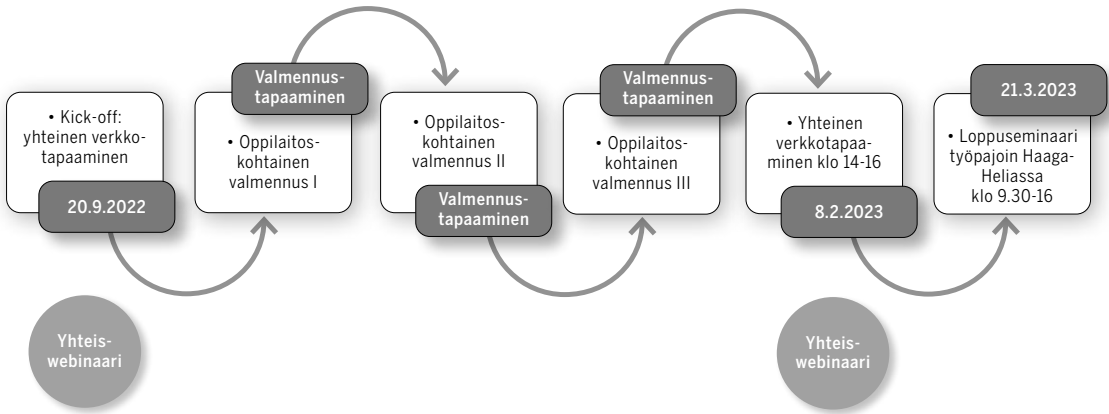 • Kick-off:
yhteinen verkko-
tapaaminen
20.9.2022
Valmennus-
tapaaminen
• Oppilaitos-
kohtainen
valmennus I
• Oppilaitos-
kohtainen
valmennus II
Valmennus-
tapaaminen
Valmennus-
tapaaminen
• Oppilaitos-
kohtainen
valmennus III
• Yhteinen
verkkotapaa-
minen klo 14-16
8.2.2023
21.3.2023
• Loppuseminaari
työpajoin Haaga-
Heliassa
klo 9.30-16
Yhteis-
webinaari
Yhteis-
webinaari